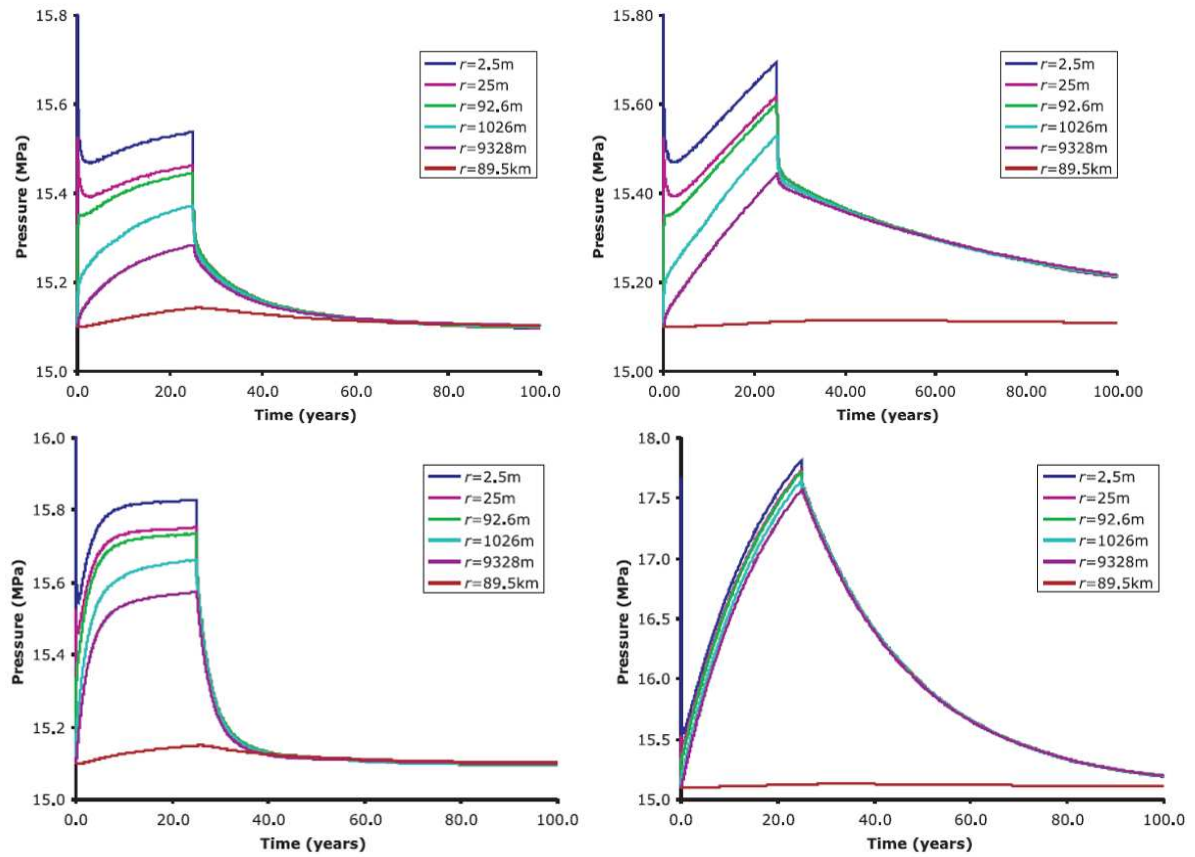 15.8
15.6
15.4
15.2
15.0
Pressure (MPa)
0.0 20.0 40.0 60.0 80.0 100.0
Time (years)
r=2.5m
r=25m
r=92.6m
r=1026m
r=9328m
r=89.5km
15.80
15.60
15.40
15.20
15.00
Pressure (MPa)
0.00 20.00 40.00 60.00 80.00 100.00
Time (years)
r=2.5m
r=25m
r=92.6m
r=1026m
r=9328m
r=89.5km
16.0
15.8
15.6
15.4
15.2
15.0
Pressure (MPa)
0.0 20.0 40.0 60.0 80.0 100.0
Time (years)
r=2.5m
r=25m
r=92.6m
r=1026m
r=9328m
r=89.5km
18.0
17.5
17.0
16.5
16.0
15.5
15.0
Pressure (MPa)
0.0 20.0 40.0 60.0 80.0 100.0
Time (years)
r=2.5m
r=25m
r=92.6m
r=1026m
r=9328m
r=89.5km